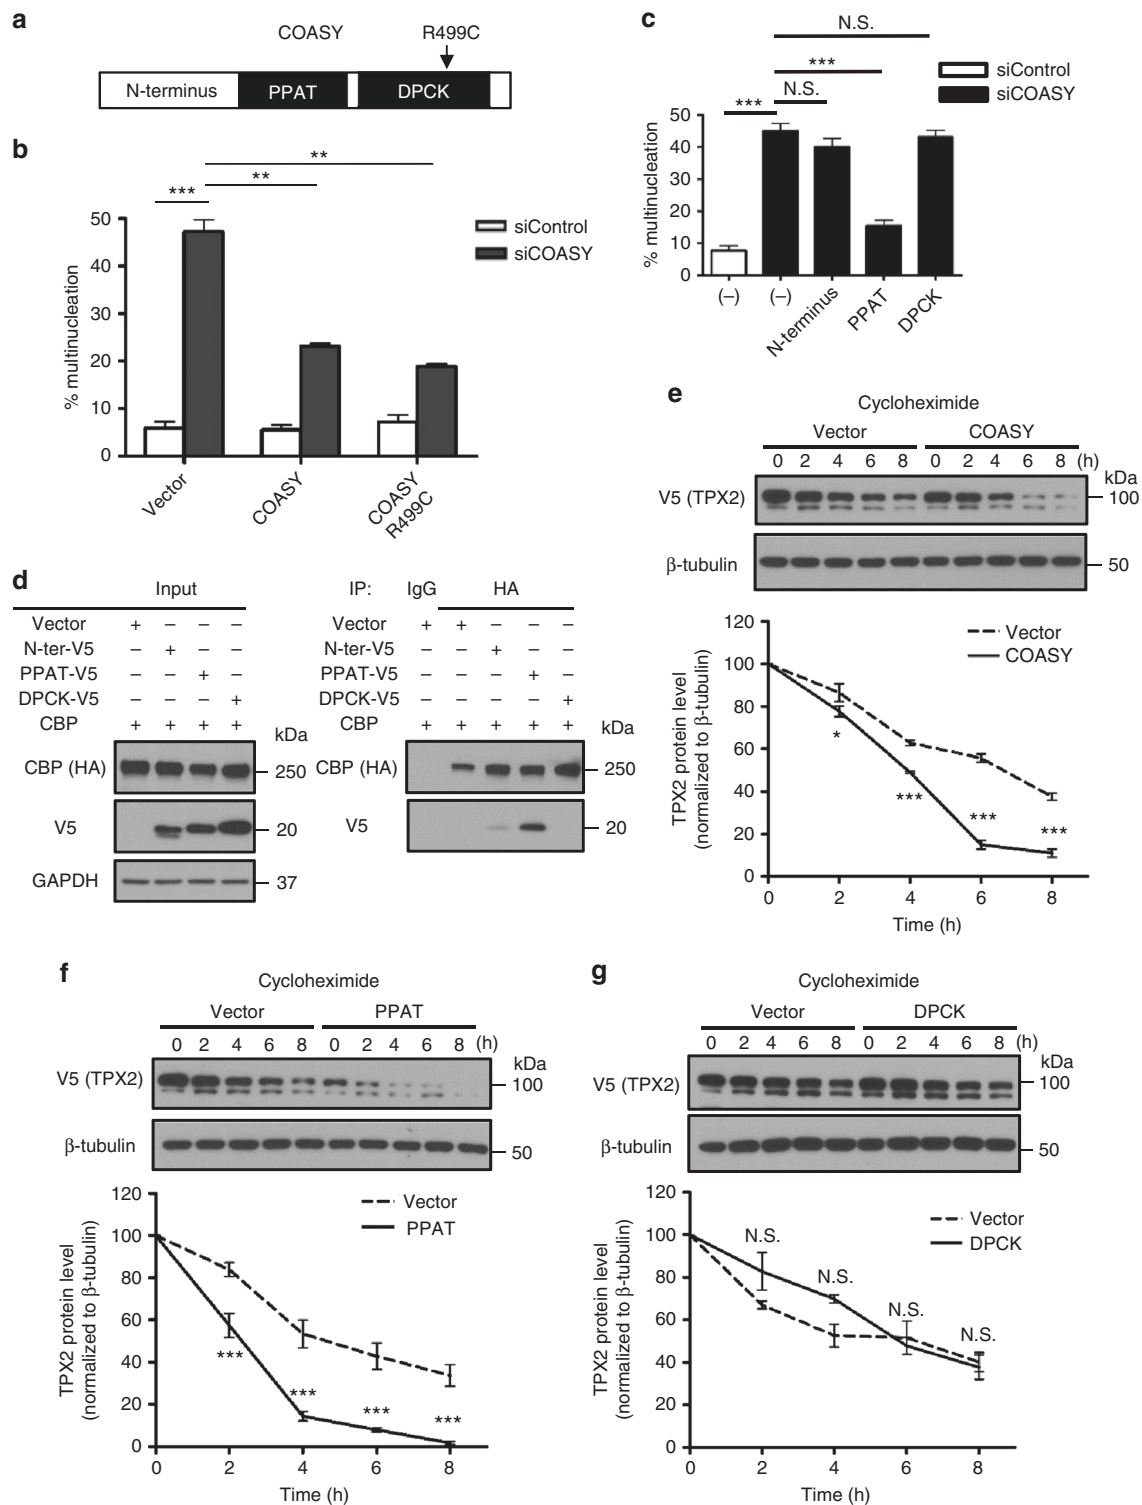 a
COASY
R499C
N-terminus
PPAT
DPCK
b
**
**
***
% multinucleation
50
40
30
20
10
0
siControl
siCOASY
Vector
COASY
COASY
R499C
c
N.S.
***
***
N.S.
siControl
siCOASY
% multinucleation
50
40
30
20
10
0
(–)
(–)
N-terminus
PPAT
DPCK
d
Input
Vector + – – –
N-ter-V5 – + – –
PPAT-V5 – – + –
DPCK-V5 – – – +
CBP + + + +
kDa
CBP (HA)
250
V5
20
GAPDH
37
IP: IgG HA
Vector + + – – –
N-ter-V5 – – + – –
PPAT-V5 – – – + –
DPCK-V5 – – – – +
CBP + + + + +
kDa
CBP (HA)
250
V5
20
e
Cycloheximide
Vector COASY
0 2 4 6 8 0 2 4 6 8 (h)
kDa
V5 (TPX2)
100
β-tubulin
50
TPX2 protein level
(normalized to β-tubulin)
120
100
80
60
40
20
0
Vector
COASY
*
***
***
***
0 2 4 6 8
Time (h)
f
Cycloheximide
Vector PPAT
0 2 4 6 8 0 2 4 6 8 (h)
kDa
V5 (TPX2)
100
β-tubulin
50
TPX2 protein level
(normalized to β-tubulin)
120
100
80
60
40
20
0
Vector
PPAT
***
***
***
***
0 2 4 6 8
Time (h)
g
Cycloheximide
Vector DPCK
0 2 4 6 8 0 2 4 6 8 (h)
kDa
V5 (TPX2)
100
β-tubulin
50
TPX2 protein level
(normalized to β-tubulin)
120
100
80
60
40
20
0
Vector
DPCK
N.S.
N.S.
N.S.
N.S.
0 2 4 6 8
Time (h)